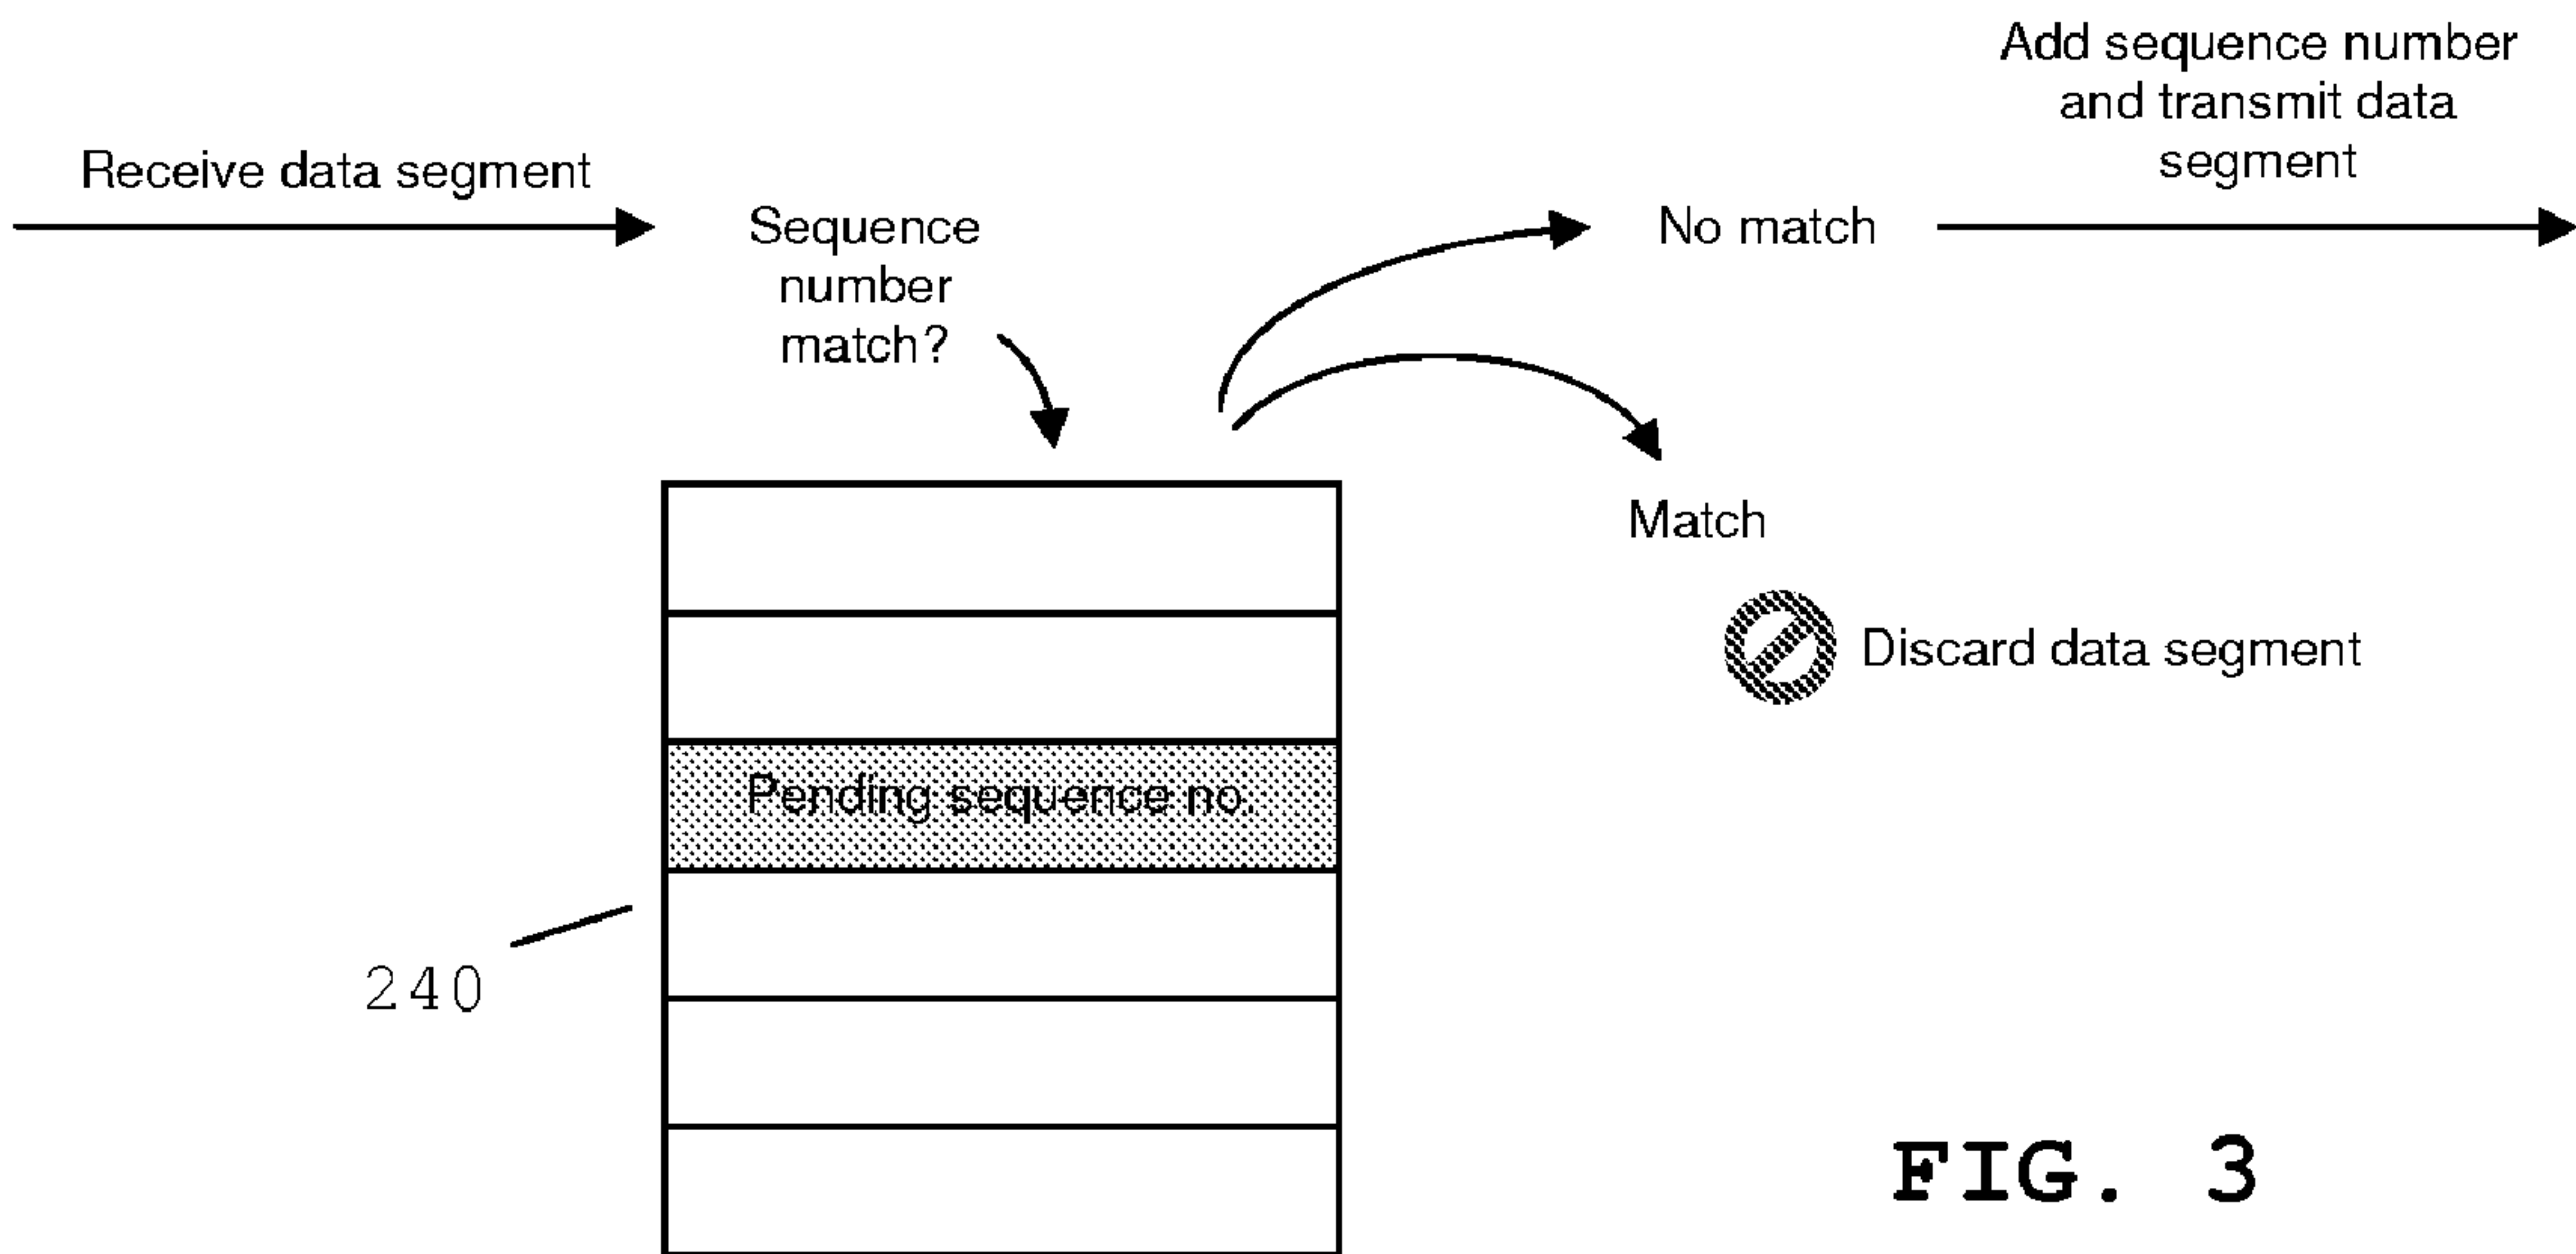 Add sequence number
and transmit data
segment
Receive data segment
Sequence
number
match?
No match
Match
Discard data segment
Pending sequence no.
240
FIG. 3